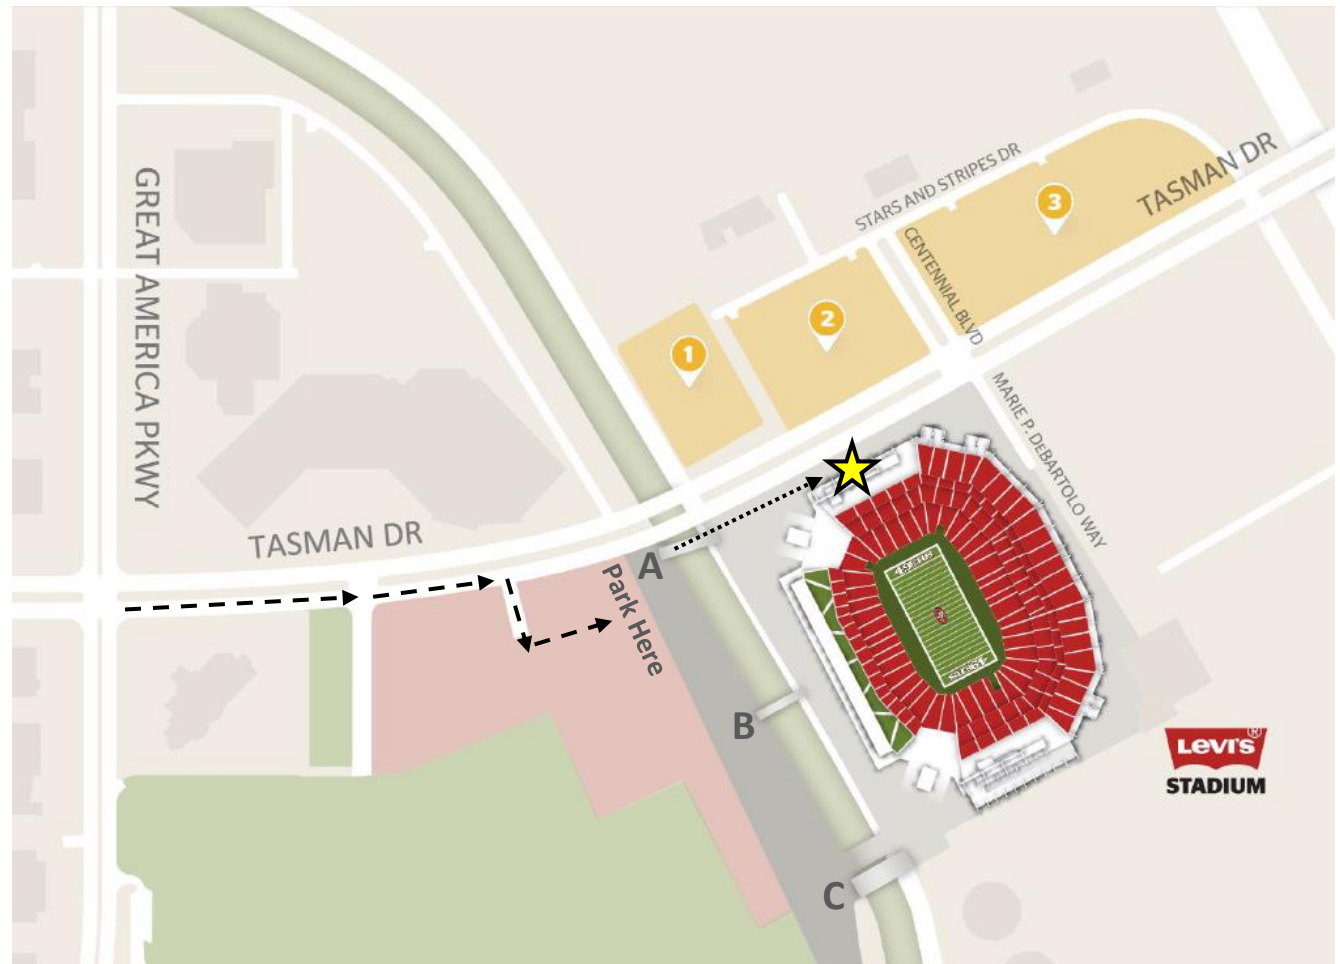 GREAT AMERICA PKWY
TASMAN DR
STARS AND STRIPES DR
CENTENNIAL BLVD
TASMAN DR
MARIE P. DEBARTOLO WAY
1
2
3
A
Park Here
B
C
LEVI'S®
STADIUM